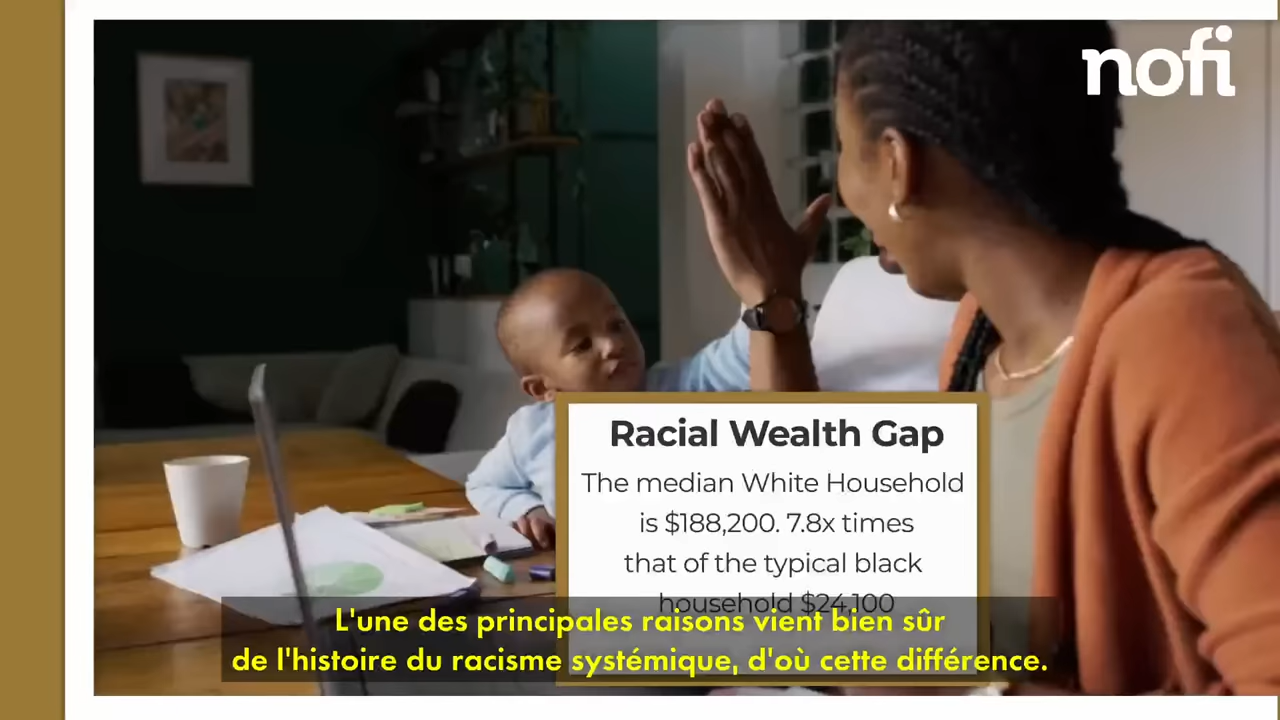 nofi
Racial Wealth Gap
The median White Household
is $188,200. 7.8x times
that of the typical black
household $24,100
L'une des principales raisons vient bien sûr
de l'histoire du racisme systémique, d'où cette différence.